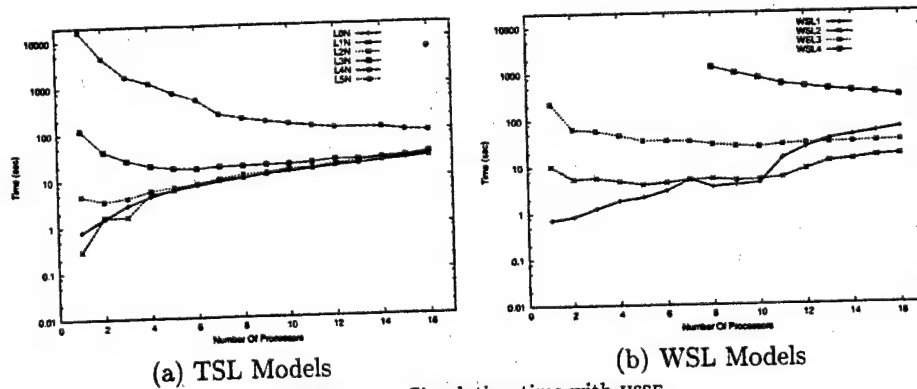 10000
1000
100
10
1
0.1
0.01
Time (sec)
0 2 4 6 8 10 12 14 16
Number Of Processors
L0N
L1N
L2N
L3N
L4N
L5N
(a) TSL Models
10000
1000
100
10
1
0.1
0.01
Time (sec)
0 2 4 6 8 10 12 14 16
Number Of Processors
WSL1
WSL2
WSL3
WSL4
(b) WSL Models
Simulation time with